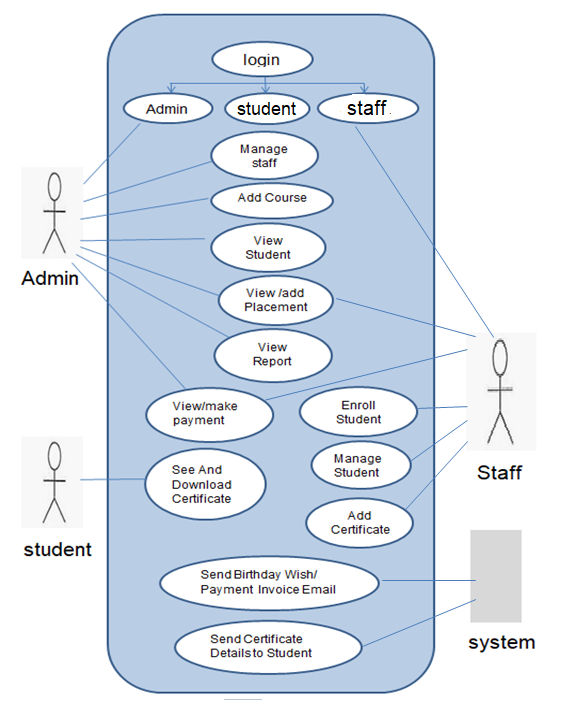 login
Admin
student
staff
Manage
staff
Add Course
View
Student
Admin
View /add
Placement
View
Report
View/make
payment
Enroll
Student
Manage
Student
Staff
See And
Download
Certificate
Add
Certificate
student
Send Birthday Wish/
Payment Invoice Email
system
Send Certificate
Details to Student